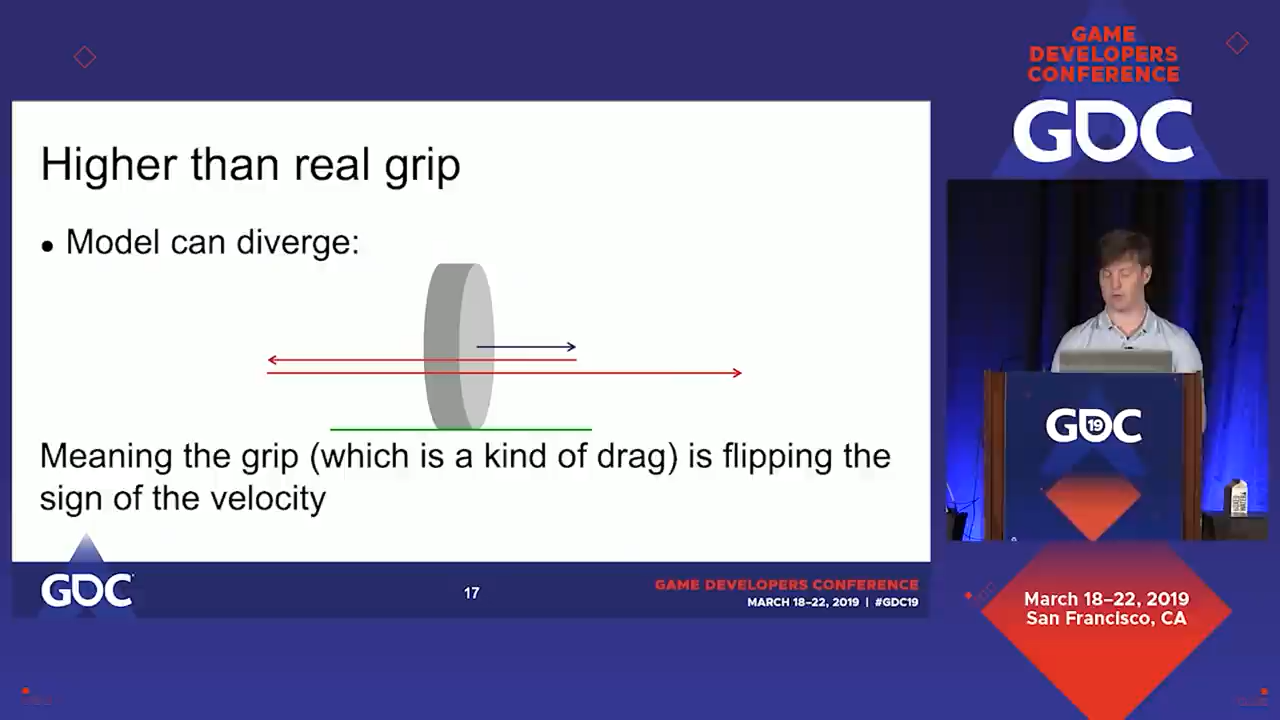 GAME
DEVELOPERS
CONFERENCE
GDC
Higher than real grip
• Model can diverge:
Meaning the grip (which is a kind of drag) is flipping the
sign of the velocity
GDC
17
GAME DEVELOPERS CONFERENCE
MARCH 18–22, 2019 | #GDC19
GDC
19
March 18–22, 2019
San Francisco, CA